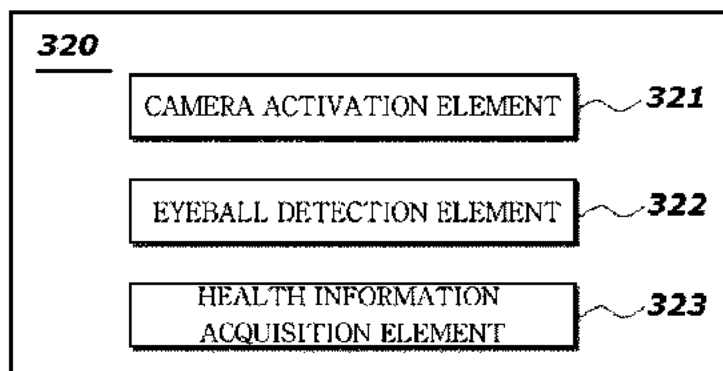 320
CAMERA ACTIVATION ELEMENT
321
EYEBALL DETECTION ELEMENT
322
HEALTH INFORMATION
ACQUISITION ELEMENT
323